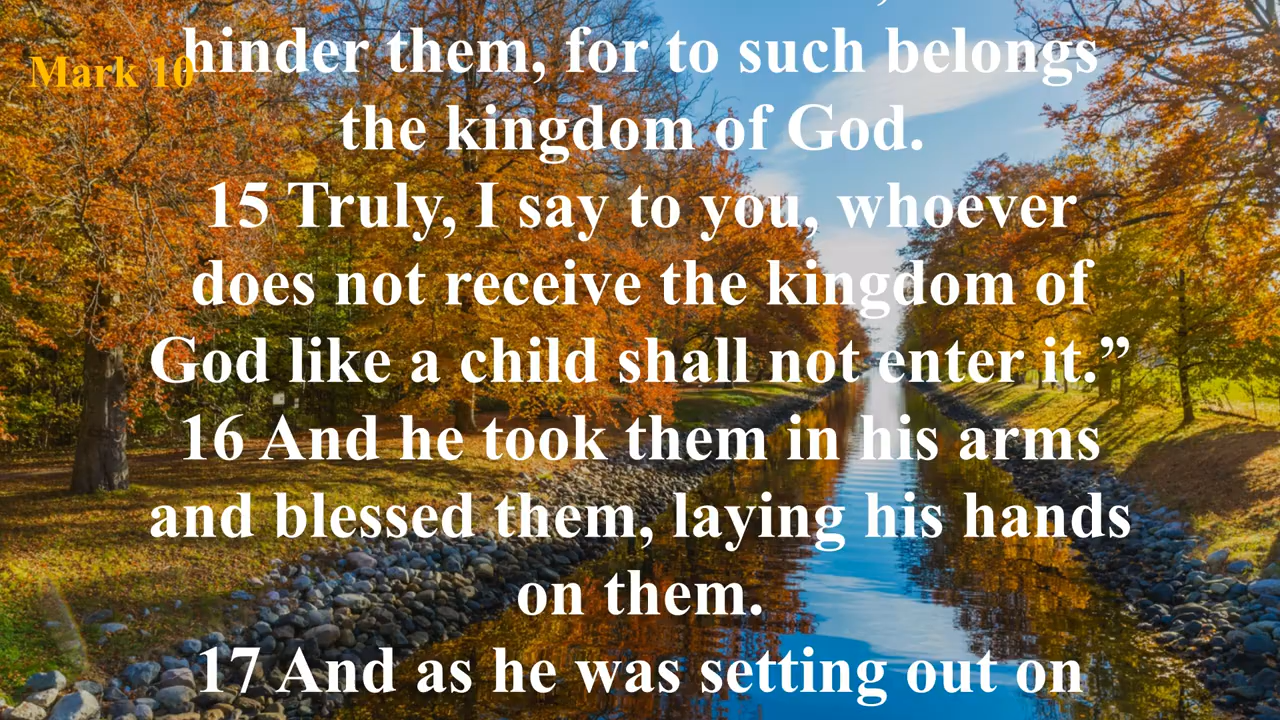 Mark 10
hinder them, for to such belongs
the kingdom of God.
15 Truly, I say to you, whoever
does not receive the kingdom of
God like a child shall not enter it.”
16 And he took them in his arms
and blessed them, laying his hands
on them.
17 And as he was setting out on